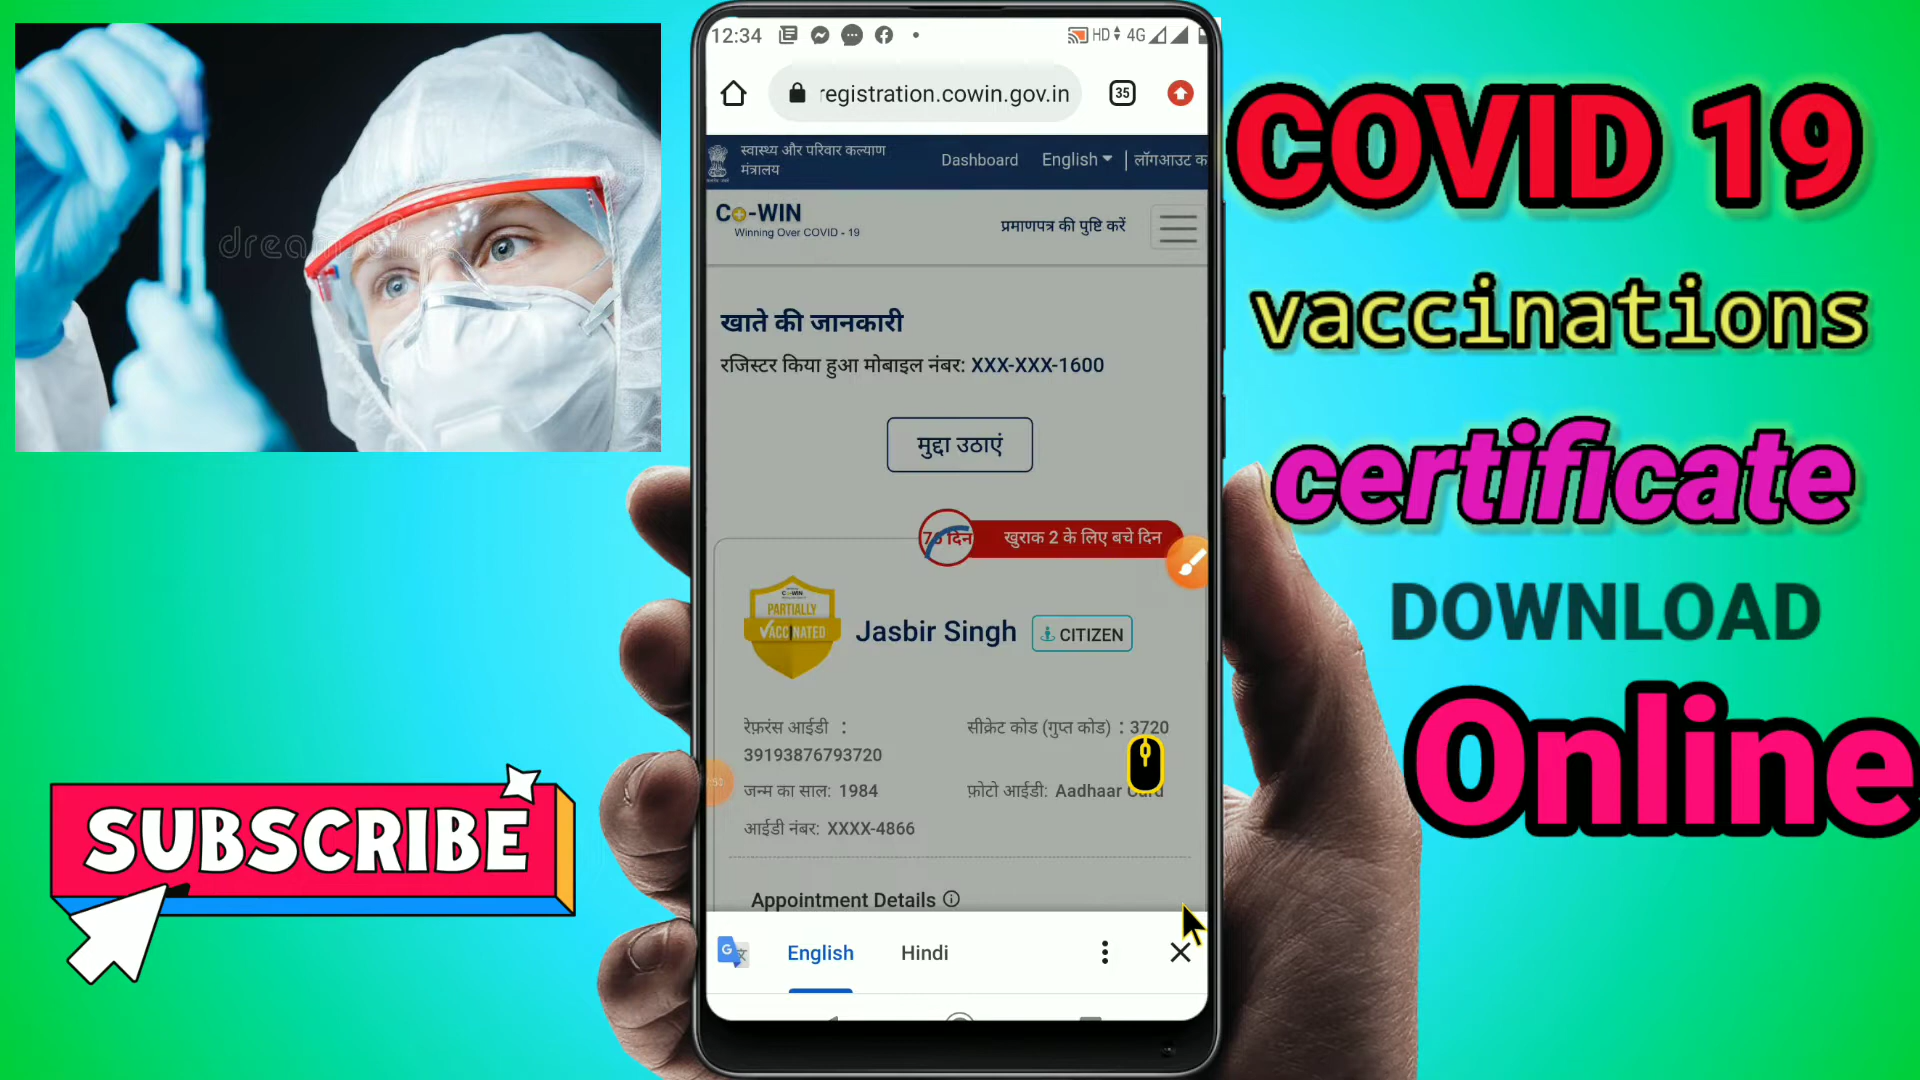 12:34
HD 4G
registration.cowin.gov.in
35
स्वास्थ्य और परिवार कल्याण
मंत्रालय
Dashboard English
लॉगआउट क
Co-WIN
Winning Over COVID - 19
प्रमाणपत्र की पुष्टि करें
खाते की जानकारी
रजिस्टर किया हुआ मोबाइल नंबर: XXX-XXX-1600
मुद्दा उठाएं
दिन खुराक 2 के लिए बचे दिन
Co-WIN
PARTIALLY
VACCINATED
Jasbir Singh
CITIZEN
रेफ़रंस आईडी :
39193876793720
सीक्रेट कोड (गुप्त कोड) : 3720
जन्म का साल: 1984
फ़ोटो आईडी: Aadhaar Card
आईडी नंबर: XXXX-4866
Appointment Details
English Hindi
COVID 19
vaccinations
certificate
DOWNLOAD
Online
SUBSCRIBE